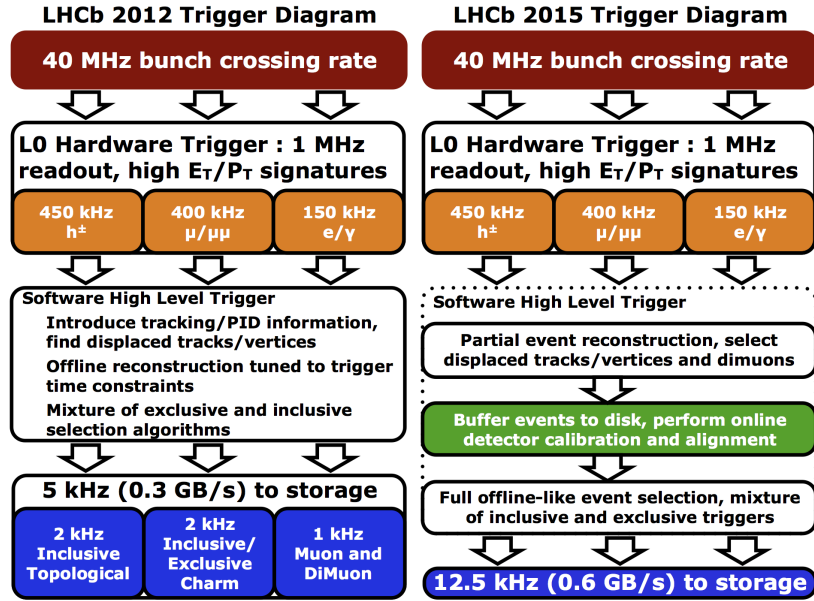 LHCb 2012 Trigger Diagram
40 MHz bunch crossing rate
L0 Hardware Trigger : 1 MHz
readout, high E_T/P_T signatures
450 kHz
h±
400 kHz
μ/μμ
150 kHz
e/γ
Software High Level Trigger
Introduce tracking/PID information,
find displaced tracks/vertices
Offline reconstruction tuned to trigger
time constraints
Mixture of exclusive and inclusive
selection algorithms
5 kHz (0.3 GB/s) to storage
2 kHz
Inclusive
Topological
2 kHz
Inclusive/
Exclusive
Charm
1 kHz
Muon and
DiMuon
LHCb 2015 Trigger Diagram
40 MHz bunch crossing rate
L0 Hardware Trigger : 1 MHz
readout, high E_T/P_T signatures
450 kHz
h±
400 kHz
μ/μμ
150 kHz
e/γ
Software High Level Trigger
Partial event reconstruction, select
displaced tracks/vertices and dimuons
Buffer events to disk, perform online
detector calibration and alignment
Full offline-like event selection, mixture
of inclusive and exclusive triggers
12.5 kHz (0.6 GB/s) to storage